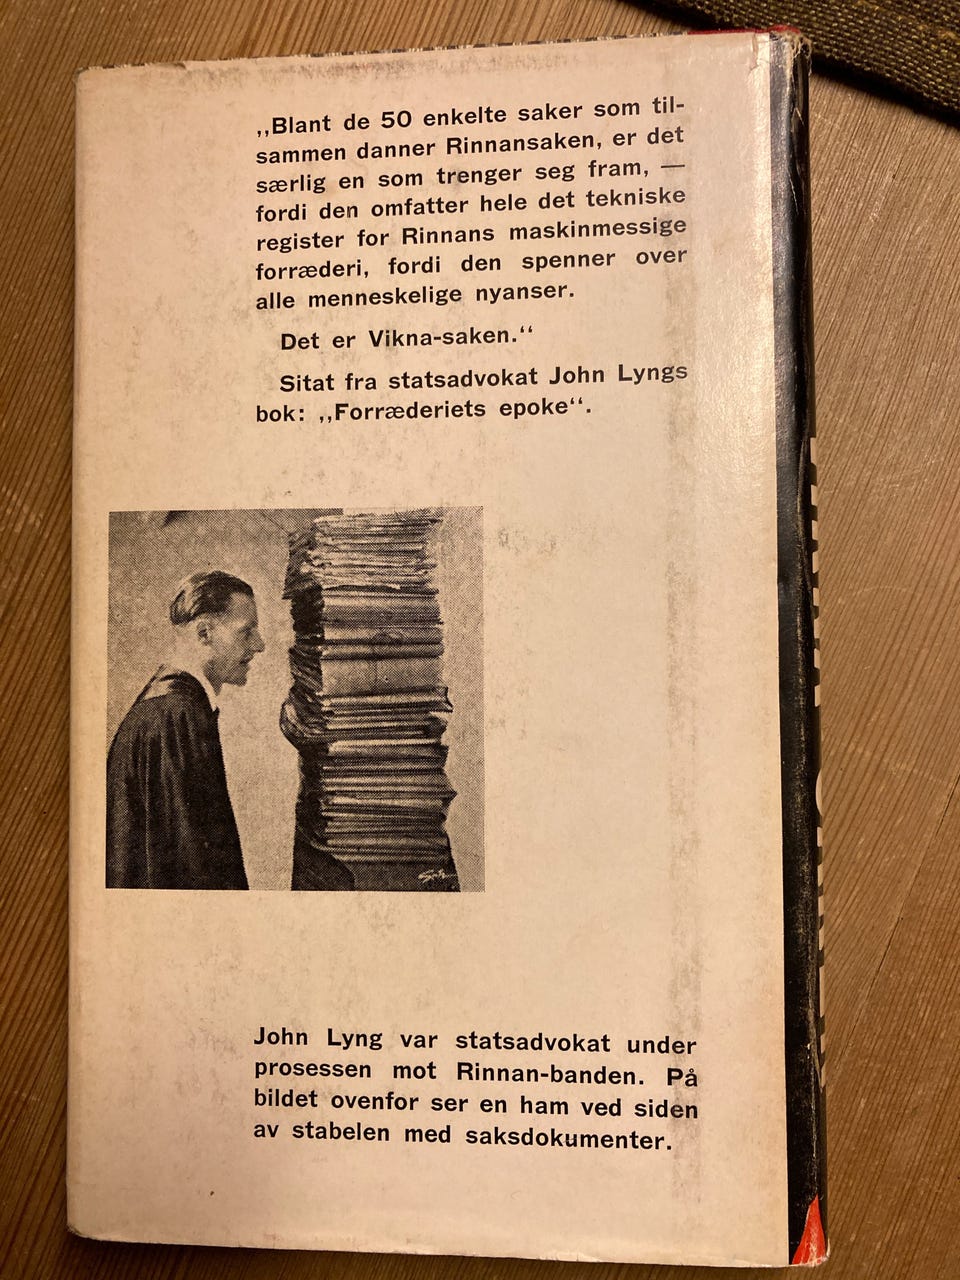 ,,Blant de 50 enkelte saker som til-
sammen danner Rinnansaken, er det
særlig en som trenger seg fram, —
fordi den omfatter hele det tekniske
register for Rinnans maskinmessige
forræderi, fordi den spenner over
alle menneskelige nyanser.
Det er Vikna-saken.“
Sitat fra statsadvokat John Lyngs
bok: ,,Forræderiets epoke“.
John Lyng var statsadvokat under
prosessen mot Rinnan-banden. På
bildet ovenfor ser en ham ved siden
av stabelen med saksdokumenter.